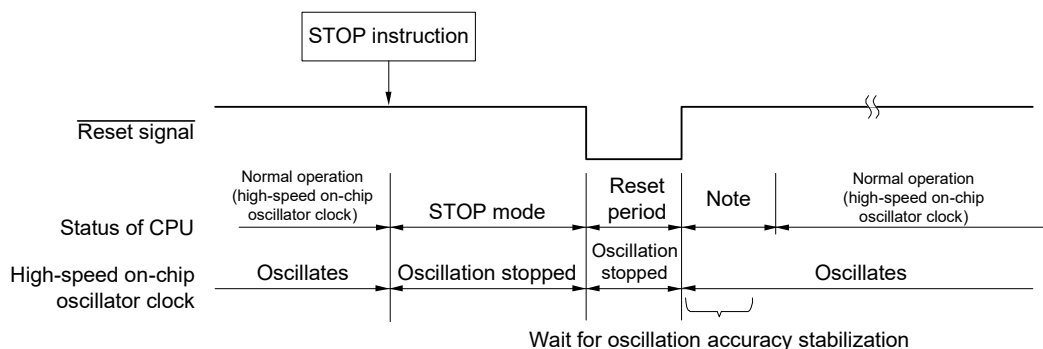 STOP instruction
Reset signal
Normal operation
(high-speed on-chip
oscillator clock)
STOP mode
Reset
period
Note
Normal operation
(high-speed on-chip
oscillator clock)
Status of CPU
High-speed on-chip
oscillator clock
Oscillates
Oscillation stopped
Oscillation
stopped
Oscillates
Wait for oscillation accuracy stabilization